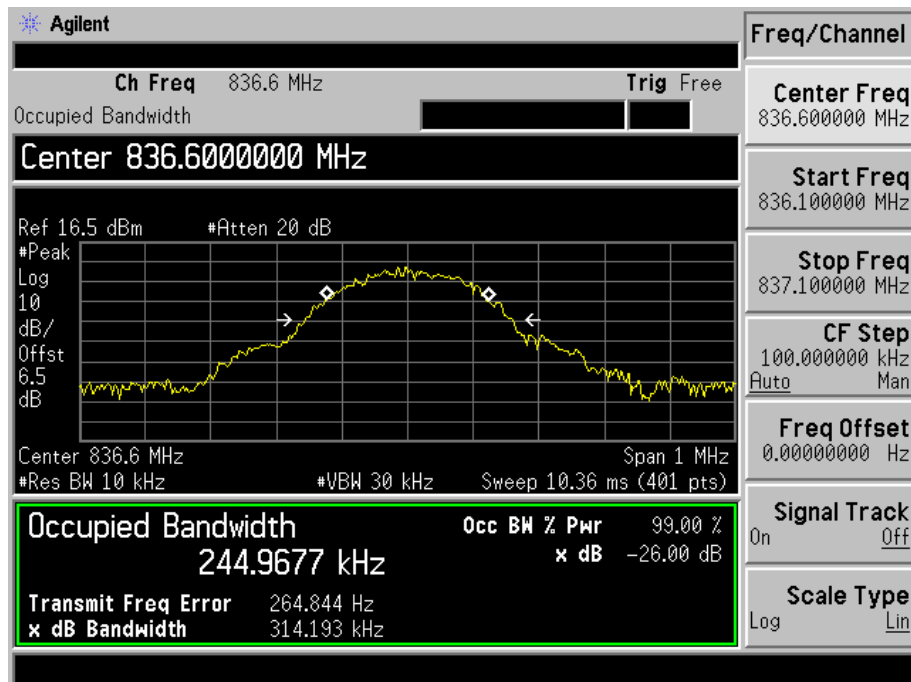 Agilent
Ch Freq 836.6 MHz Trig Free
Occupied Bandwidth
Center 836.6000000 MHz
Ref 16.5 dBm #Atten 20 dB
#Peak
Log
10
dB/
Offst
6.5
dB
Center 836.6 MHz Span 1 MHz
#Res BW 10 kHz #VBW 30 kHz Sweep 10.36 ms (401 pts)
Occupied Bandwidth
244.9677 kHz
Occ BW % Pwr 99.00 %
x dB -26.00 dB
Transmit Freq Error 264.844 Hz
x dB Bandwidth 314.193 kHz
Freq/Channel
Center Freq
836.600000 MHz
Start Freq
836.100000 MHz
Stop Freq
837.100000 MHz
CF Step
100.000000 kHz
Auto Man
Freq Offset
0.00000000 Hz
Signal Track
On Off
Scale Type
Log Lin